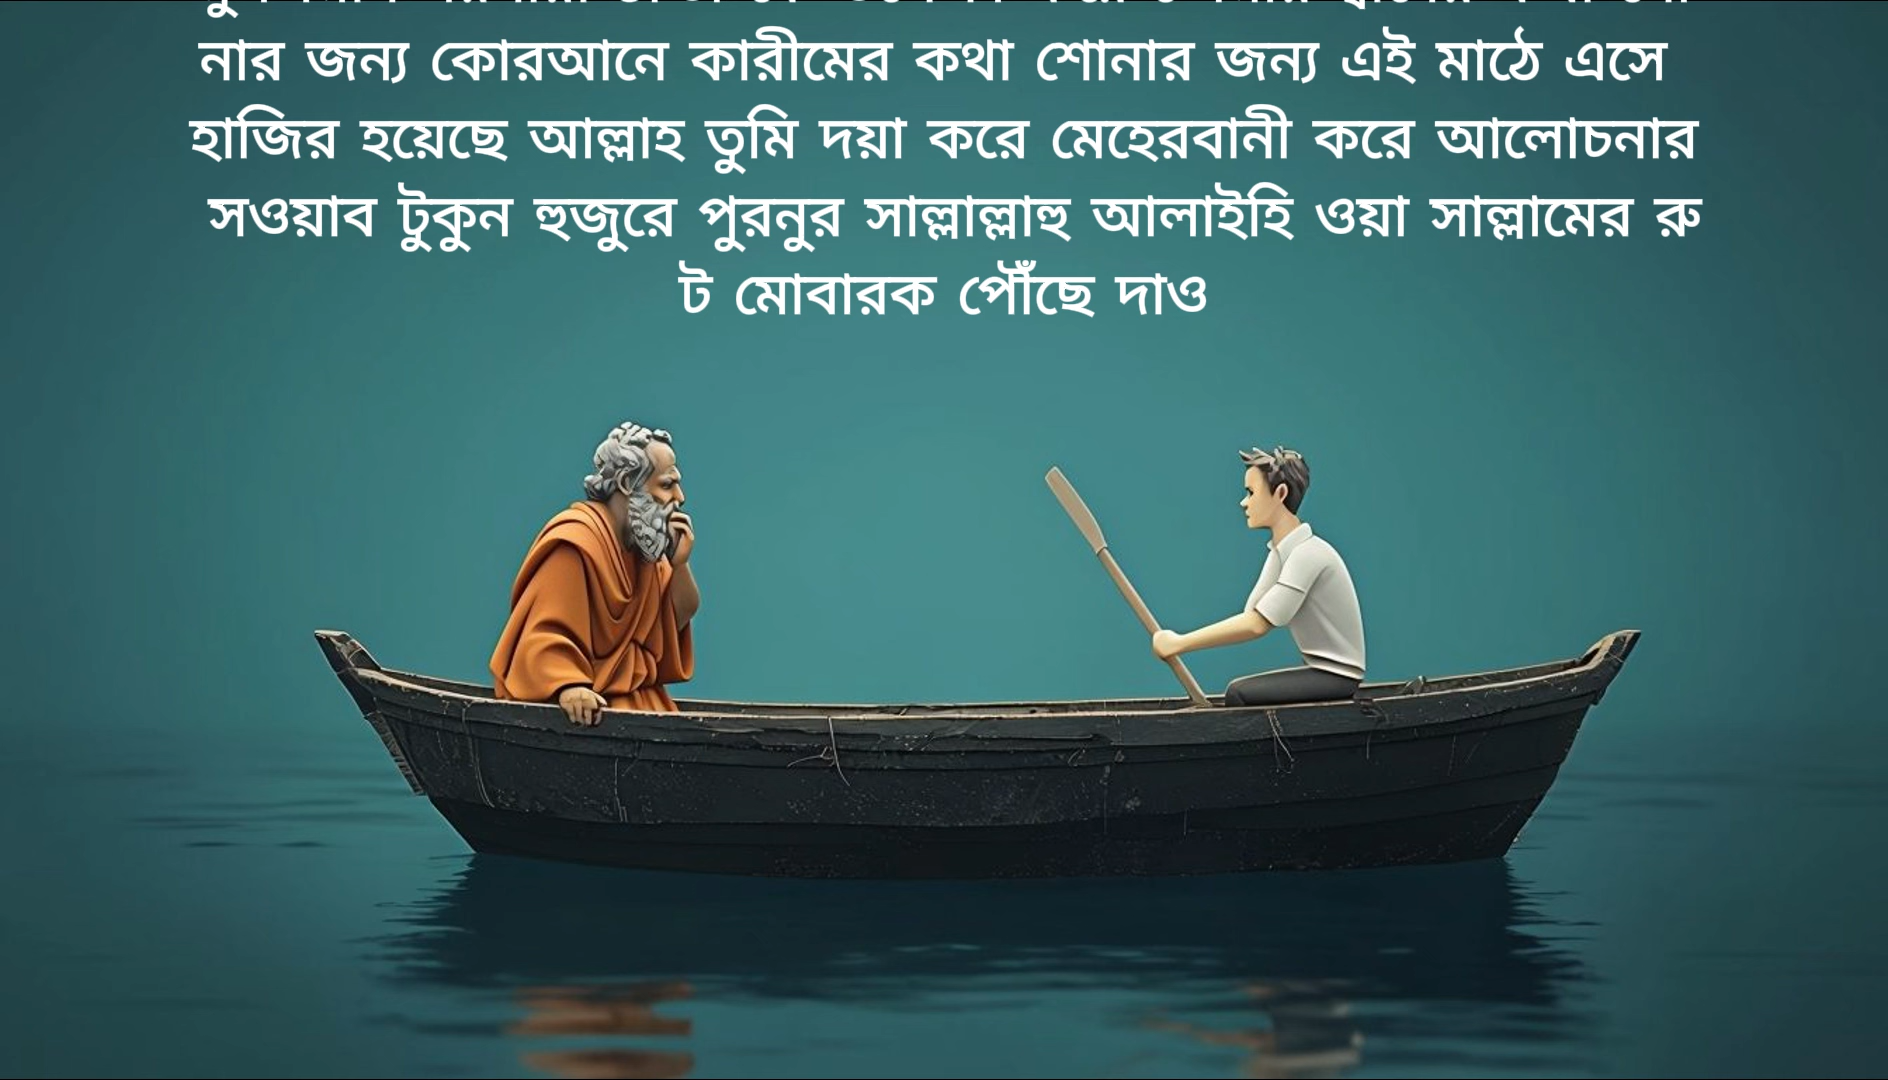 নার জন্য কোরআনে কারীমের কথা শোনার জন্য এই মাঠে এসে
হাজির হয়েছে আল্লাহ তুমি দয়া করে মেহেরবানী করে আলোচনার
সওয়াব টুকুন হুজুরে পুরনুর সাল্লাল্লাহু আলাইহি ওয়া সাল্লামের রু
ট মোবারক পৌঁছে দাও